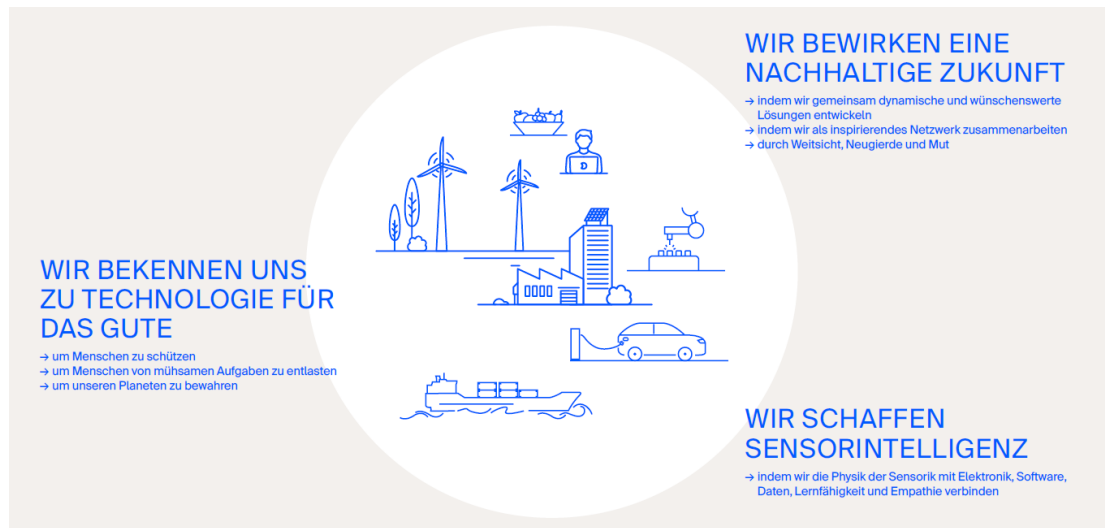 WIR BEWIRKEN EINE
NACHHALTIGE ZUKUNFT
→ indem wir gemeinsam dynamische und wünschenswerte
Lösungen entwickeln
→ indem wir als inspirierendes Netzwerk zusammenarbeiten
→ durch Weitsicht, Neugierde und Mut
D
WIR BEKENNEN UNS
ZU TECHNOLOGIE FÜR
DAS GUTE
→ um Menschen zu schützen
→ um Menschen von mühsamen Aufgaben zu entlasten
→ um unseren Planeten zu bewahren
WIR SCHAFFEN
SENSORINTELLIGENZ
→ indem wir die Physik der Sensorik mit Elektronik, Software,
Daten, Lernfähigkeit und Empathie verbinden